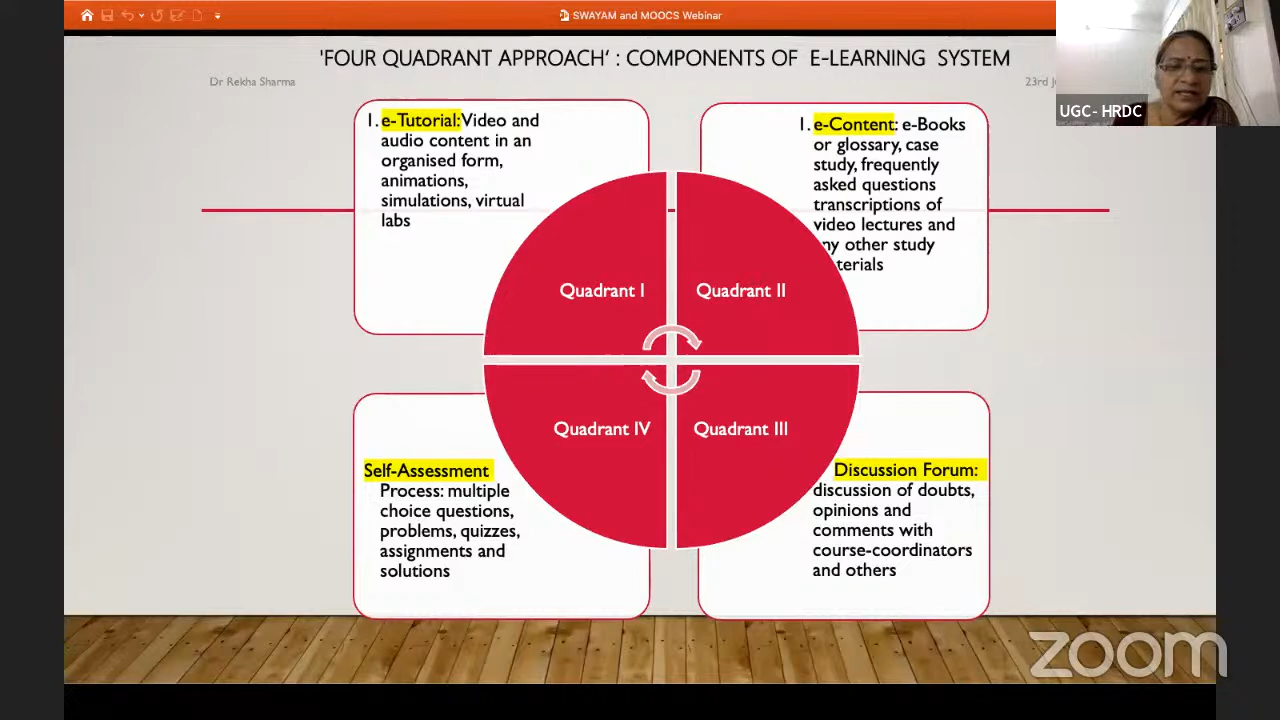 SWAYAM and MOOCS Webinar
'FOUR QUADRANT APPROACH' : COMPONENTS OF E-LEARNING SYSTEM
Dr Rekha Sharma
23rd
UGC- HRDC
1. e-Tutorial: Video and
audio content in an
organised form,
animations,
simulations, virtual
labs
1. e-Content: e-Books
or glossary, case
study, frequently
asked questions
transcriptions of
video lectures and
other study
Quadrant I
Quadrant II
Quadrant IV
Quadrant III
Self-Assessment
Process: multiple
choice questions,
problems, quizzes,
assignments and
solutions
Discussion Forum:
discussion of doubts,
opinions and
comments with
course-coordinators
and others
zoom